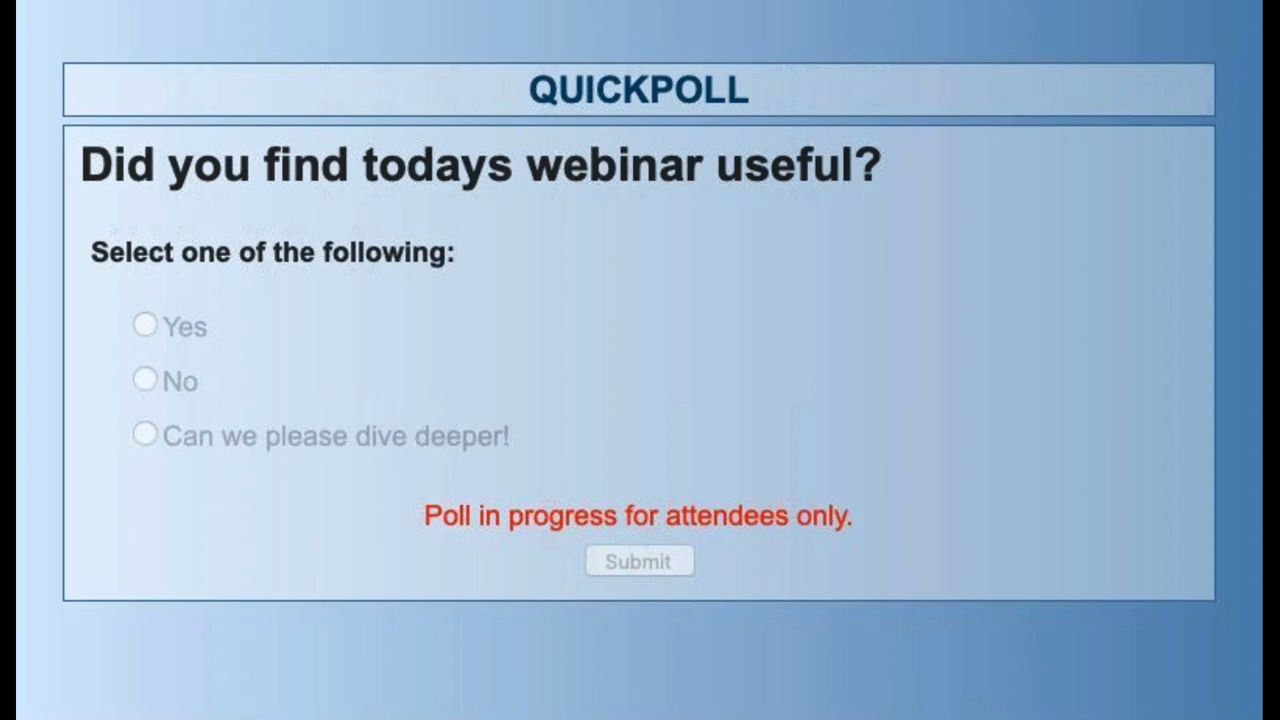 QUICKPOLL
Did you find todays webinar useful?
Select one of the following:
Yes
No
Can we please dive deeper!
Poll in progress for attendees only.
Submit